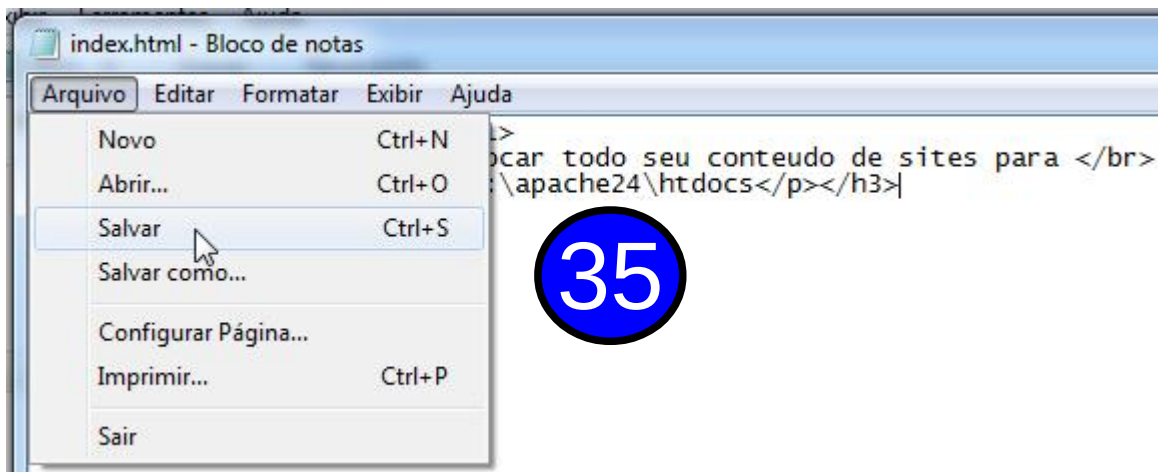 index.html - Bloco de notas
Arquivo Editar Formatar Exibir Ajuda
Novo Ctrl+N
Abrir... Ctrl+O
Salvar Ctrl+S
Salvar como...
Configurar Página...
Imprimir... Ctrl+P
Sair
>
ocar todo seu conteudo de sites para </br>
:\apache24\htdocs</p></h3>
35